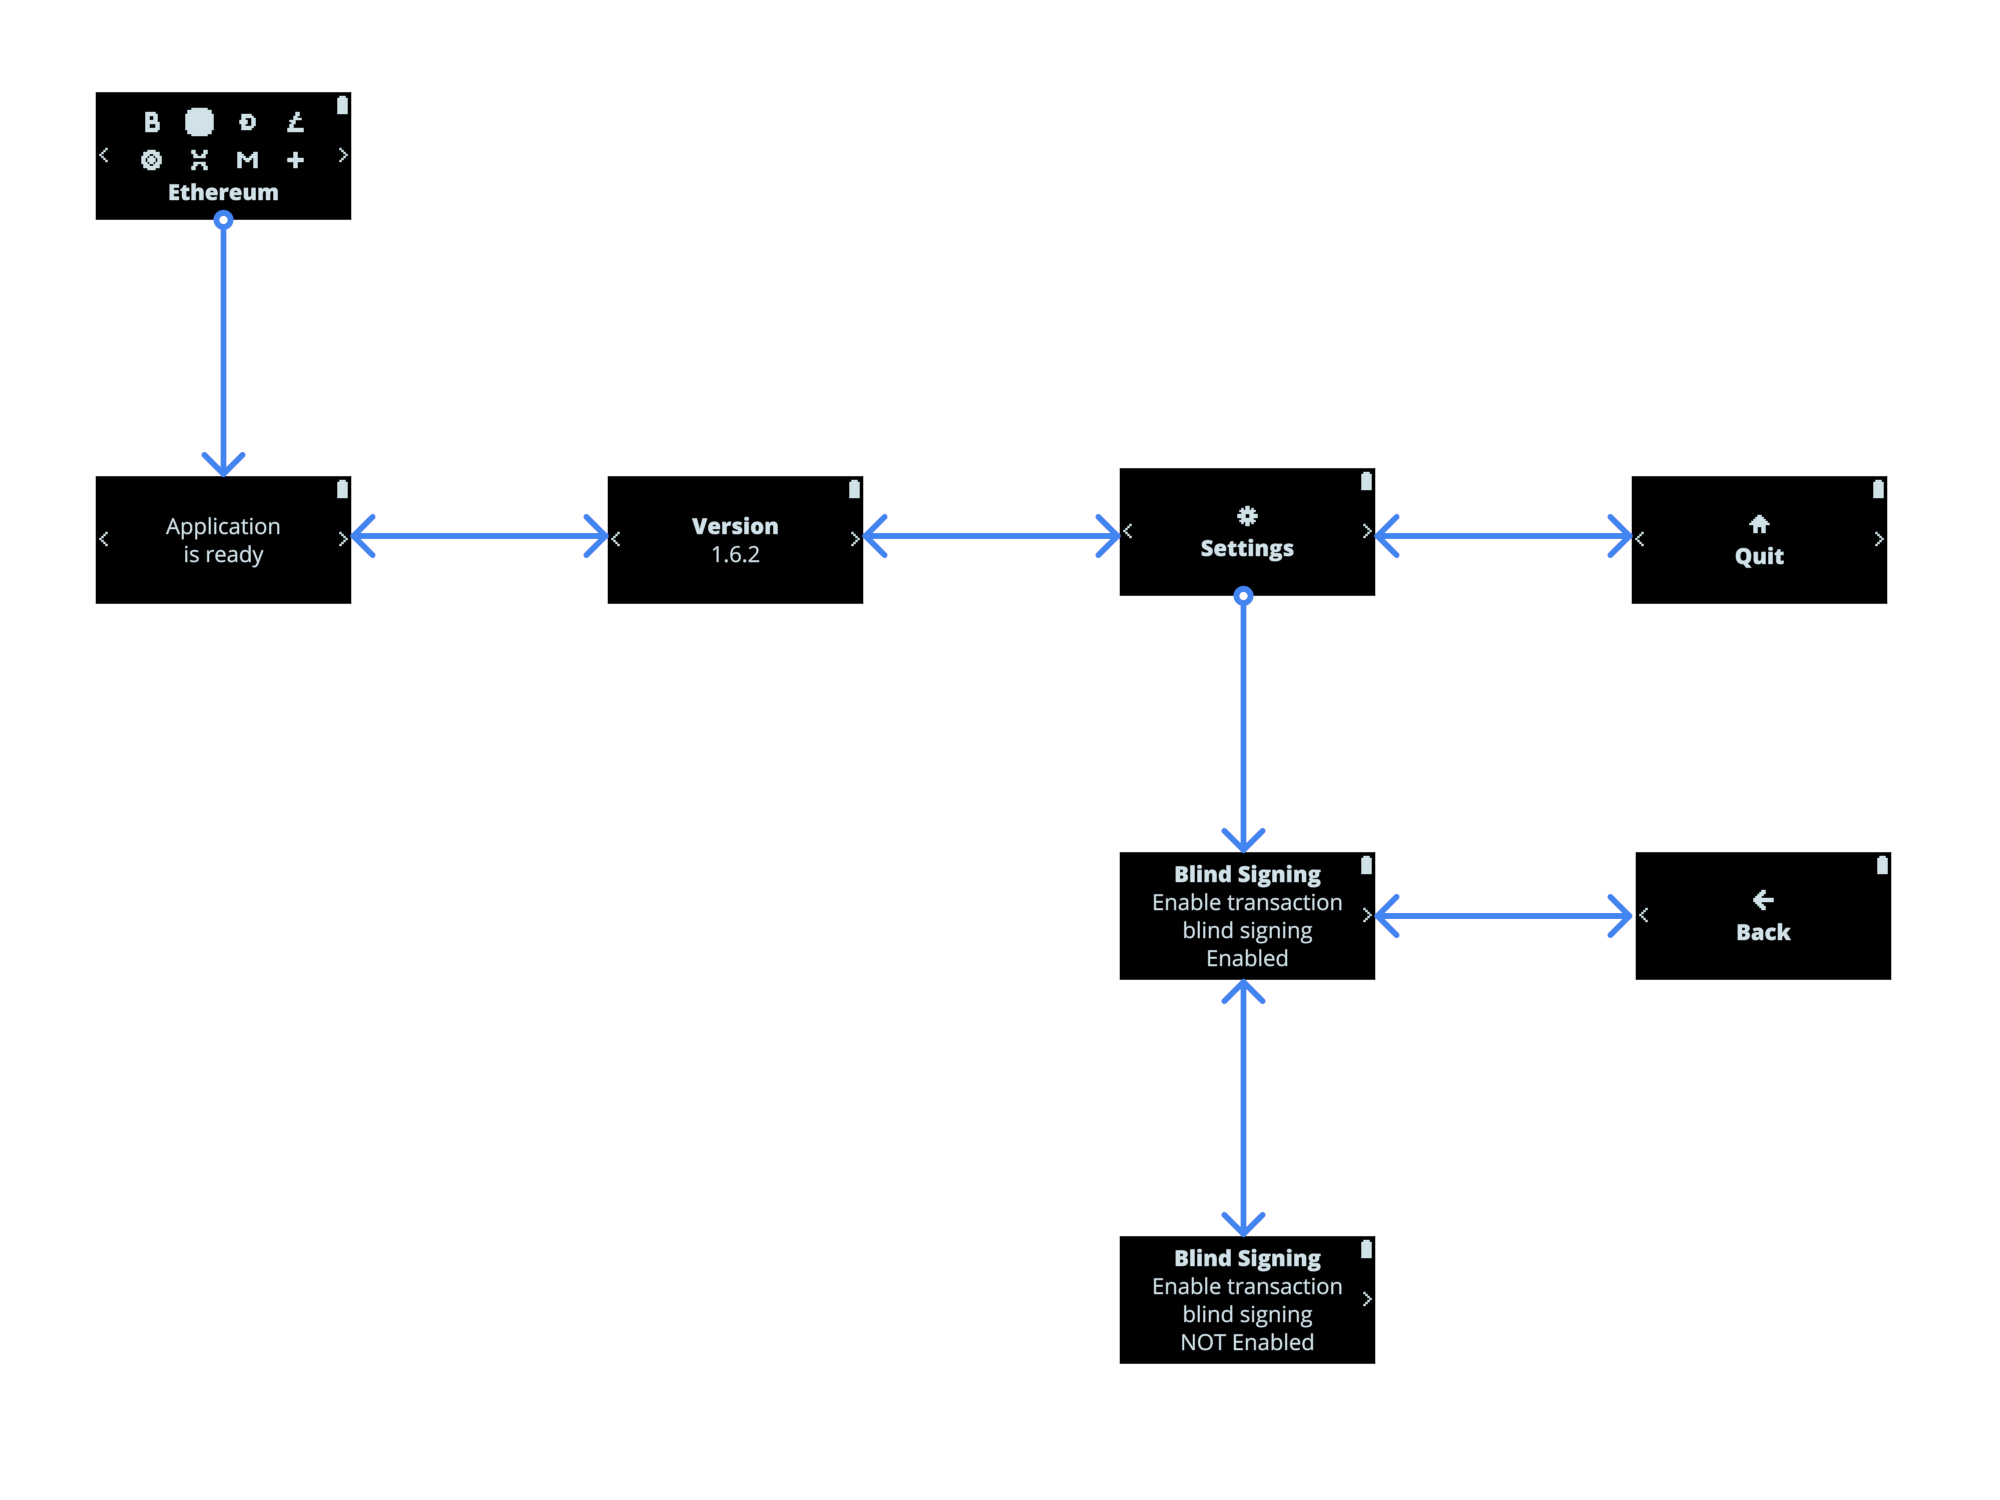 Ethereum
Application
is ready
Version
1.6.2
Settings
Quit
Blind Signing
Enable transaction
blind signing
Enabled
Back
Blind Signing
Enable transaction
blind signing
NOT Enabled